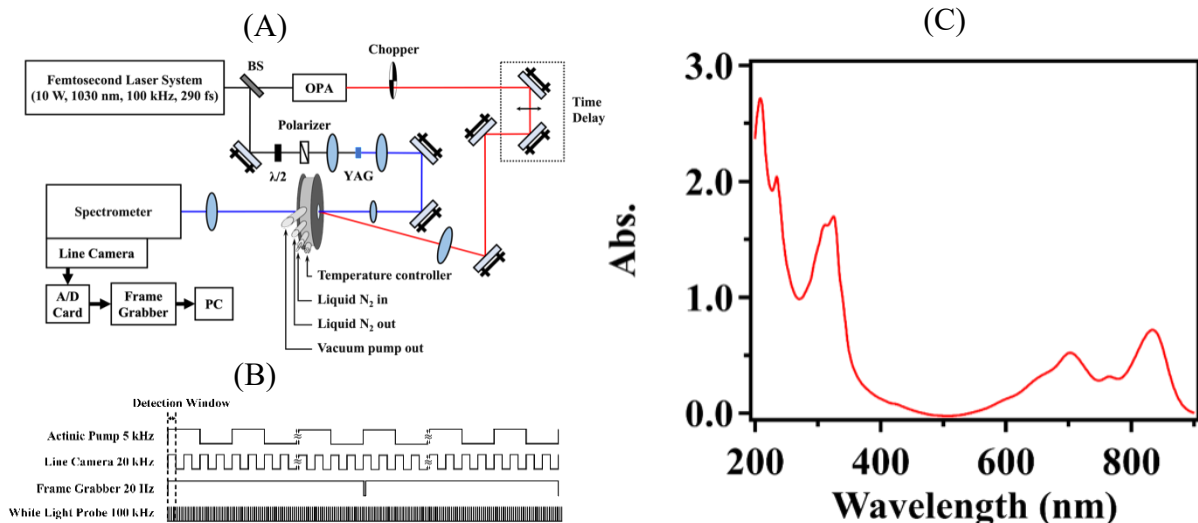 (A)
Femtosecond Laser System
(10 W, 1030 nm, 100 kHz, 290 fs)
BS
OPA
Chopper
Time
Delay
Polarizer
λ/2
YAG
Spectrometer
Line Camera
A/D
Card
Frame
Grabber
PC
Temperature controller
Liquid N₂ in
Liquid N₂ out
Vacuum pump out
(B)
Detection Window
Actinic Pump 5 kHz
Line Camera 20 kHz
Frame Grabber 20 Hz
White Light Probe 100 kHz
(C)
3.0
2.0
1.0
0.0
Abs.
200
400
600
800
Wavelength (nm)